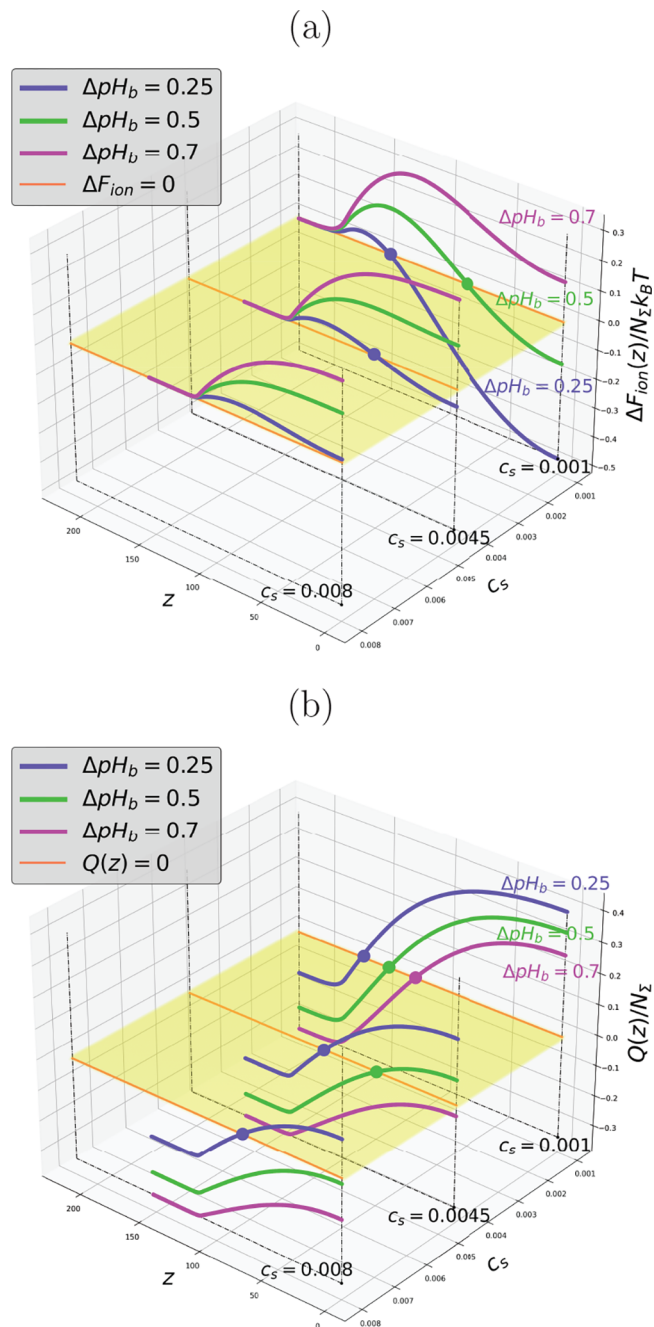 (a)
ΔpH_b = 0.25
ΔpH_b = 0.5
ΔpH_b = 0.7
ΔF_ion = 0
ΔpH_b = 0.7
ΔpH_b = 0.5
ΔpH_b = 0.25
0.3
0.2
0.1
0.0
−0.1
−0.2
−0.3
−0.4
−0.5
ΔF_ion(z)/N_Σ k_B T
c_s = 0.001
c_s = 0.0045
c_s = 0.008
200
150
100
50
0
z
0.001
0.002
0.003
0.004
0.045
0.006
0.007
0.008
c_s
(b)
ΔpH_b = 0.25
ΔpH_b = 0.5
ΔpH_b = 0.7
Q(z) = 0
ΔpH_b = 0.25
ΔpH_b = 0.5
ΔpH_b = 0.7
0.4
0.3
0.2
0.1
0.0
−0.1
−0.2
−0.3
Q(z)/N_Σ
c_s = 0.001
c_s = 0.0045
c_s = 0.008
200
150
100
50
0
z
0.001
0.002
0.003
0.004
0.006
0.007
0.008
c_s